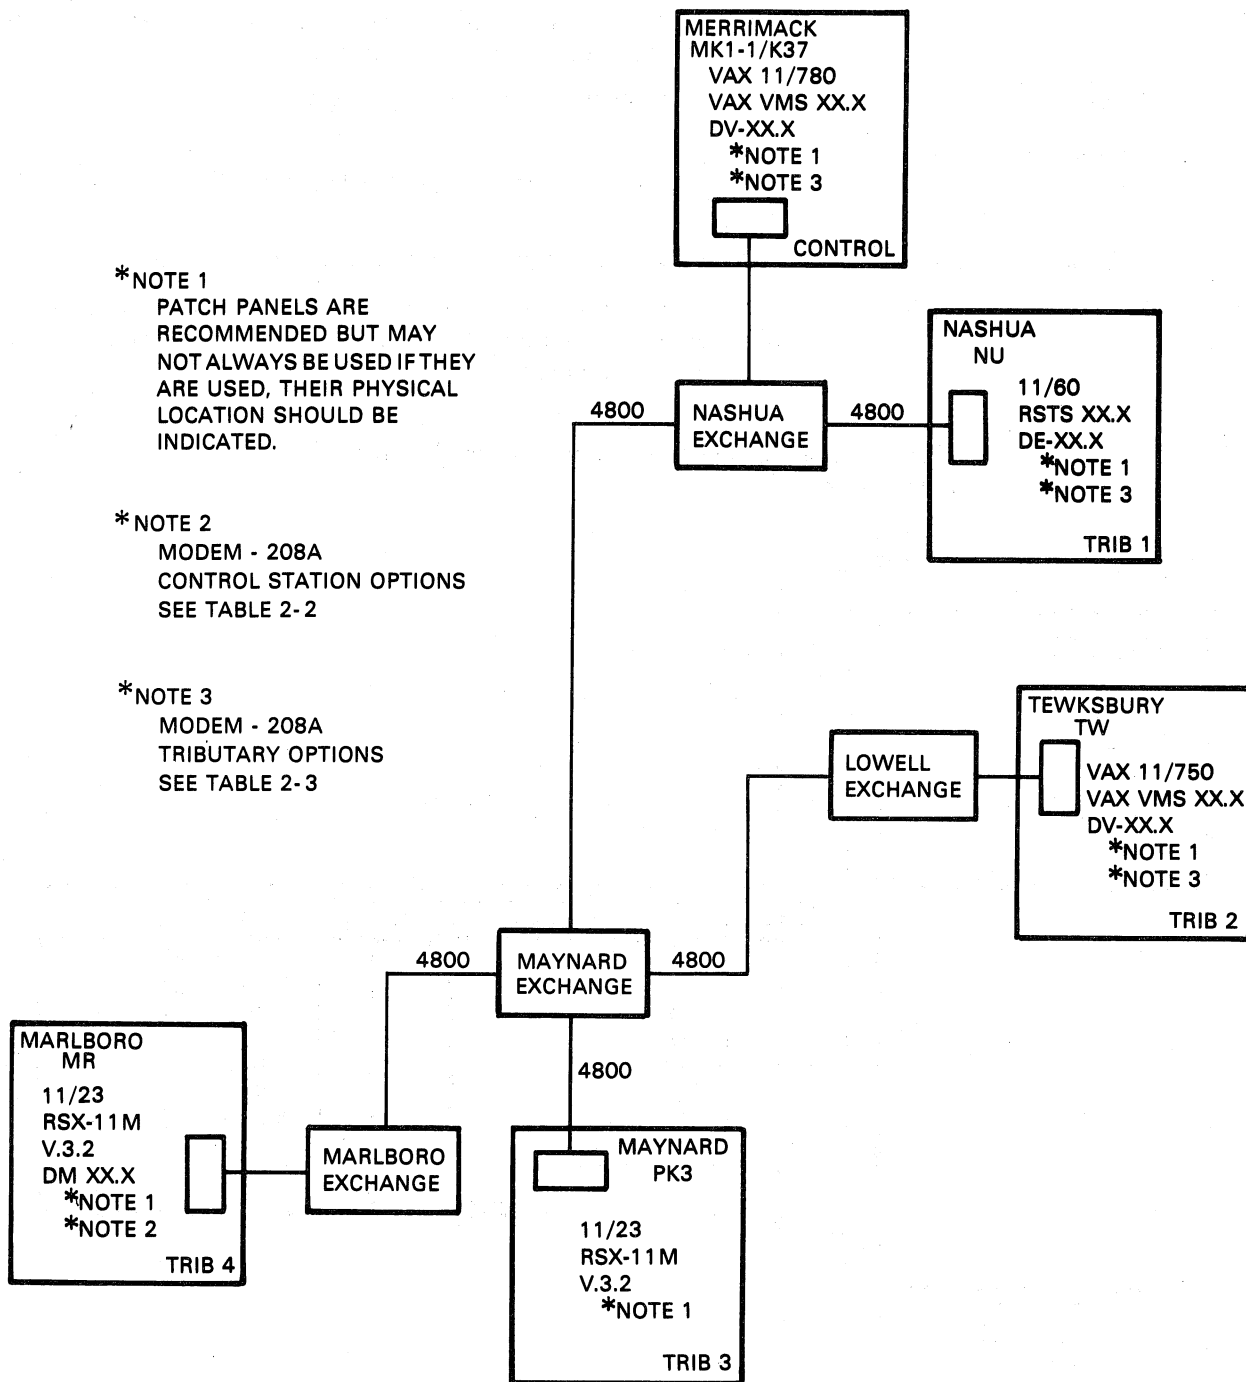 MERRIMACK
MK1-1/K37
VAX 11/780
VAX VMS XX.X
DV-XX.X
*NOTE 1
*NOTE 3
CONTROL
*NOTE 1
PATCH PANELS ARE
RECOMMENDED BUT MAY
NOT ALWAYS BE USED IF THEY
ARE USED, THEIR PHYSICAL
LOCATION SHOULD BE
INDICATED.
NASHUA
NU
11/60
RSTS XX.X
DE-XX.X
*NOTE 1
*NOTE 3
TRIB 1
4800
NASHUA
EXCHANGE
4800
*NOTE 2
MODEM - 208A
CONTROL STATION OPTIONS
SEE TABLE 2-2
*NOTE 3
MODEM - 208A
TRIBUTARY OPTIONS
SEE TABLE 2-3
TEWKSBURY
TW
VAX 11/750
VAX VMS XX.X
DV-XX.X
*NOTE 1
*NOTE 3
TRIB 2
LOWELL
EXCHANGE
4800
MAYNARD
EXCHANGE
4800
4800
MARLBORO
MR
11/23
RSX-11M
V.3.2
DM XX.X
*NOTE 1
*NOTE 2
TRIB 4
MARLBORO
EXCHANGE
MAYNARD
PK3
11/23
RSX-11M
V.3.2
*NOTE 1
TRIB 3